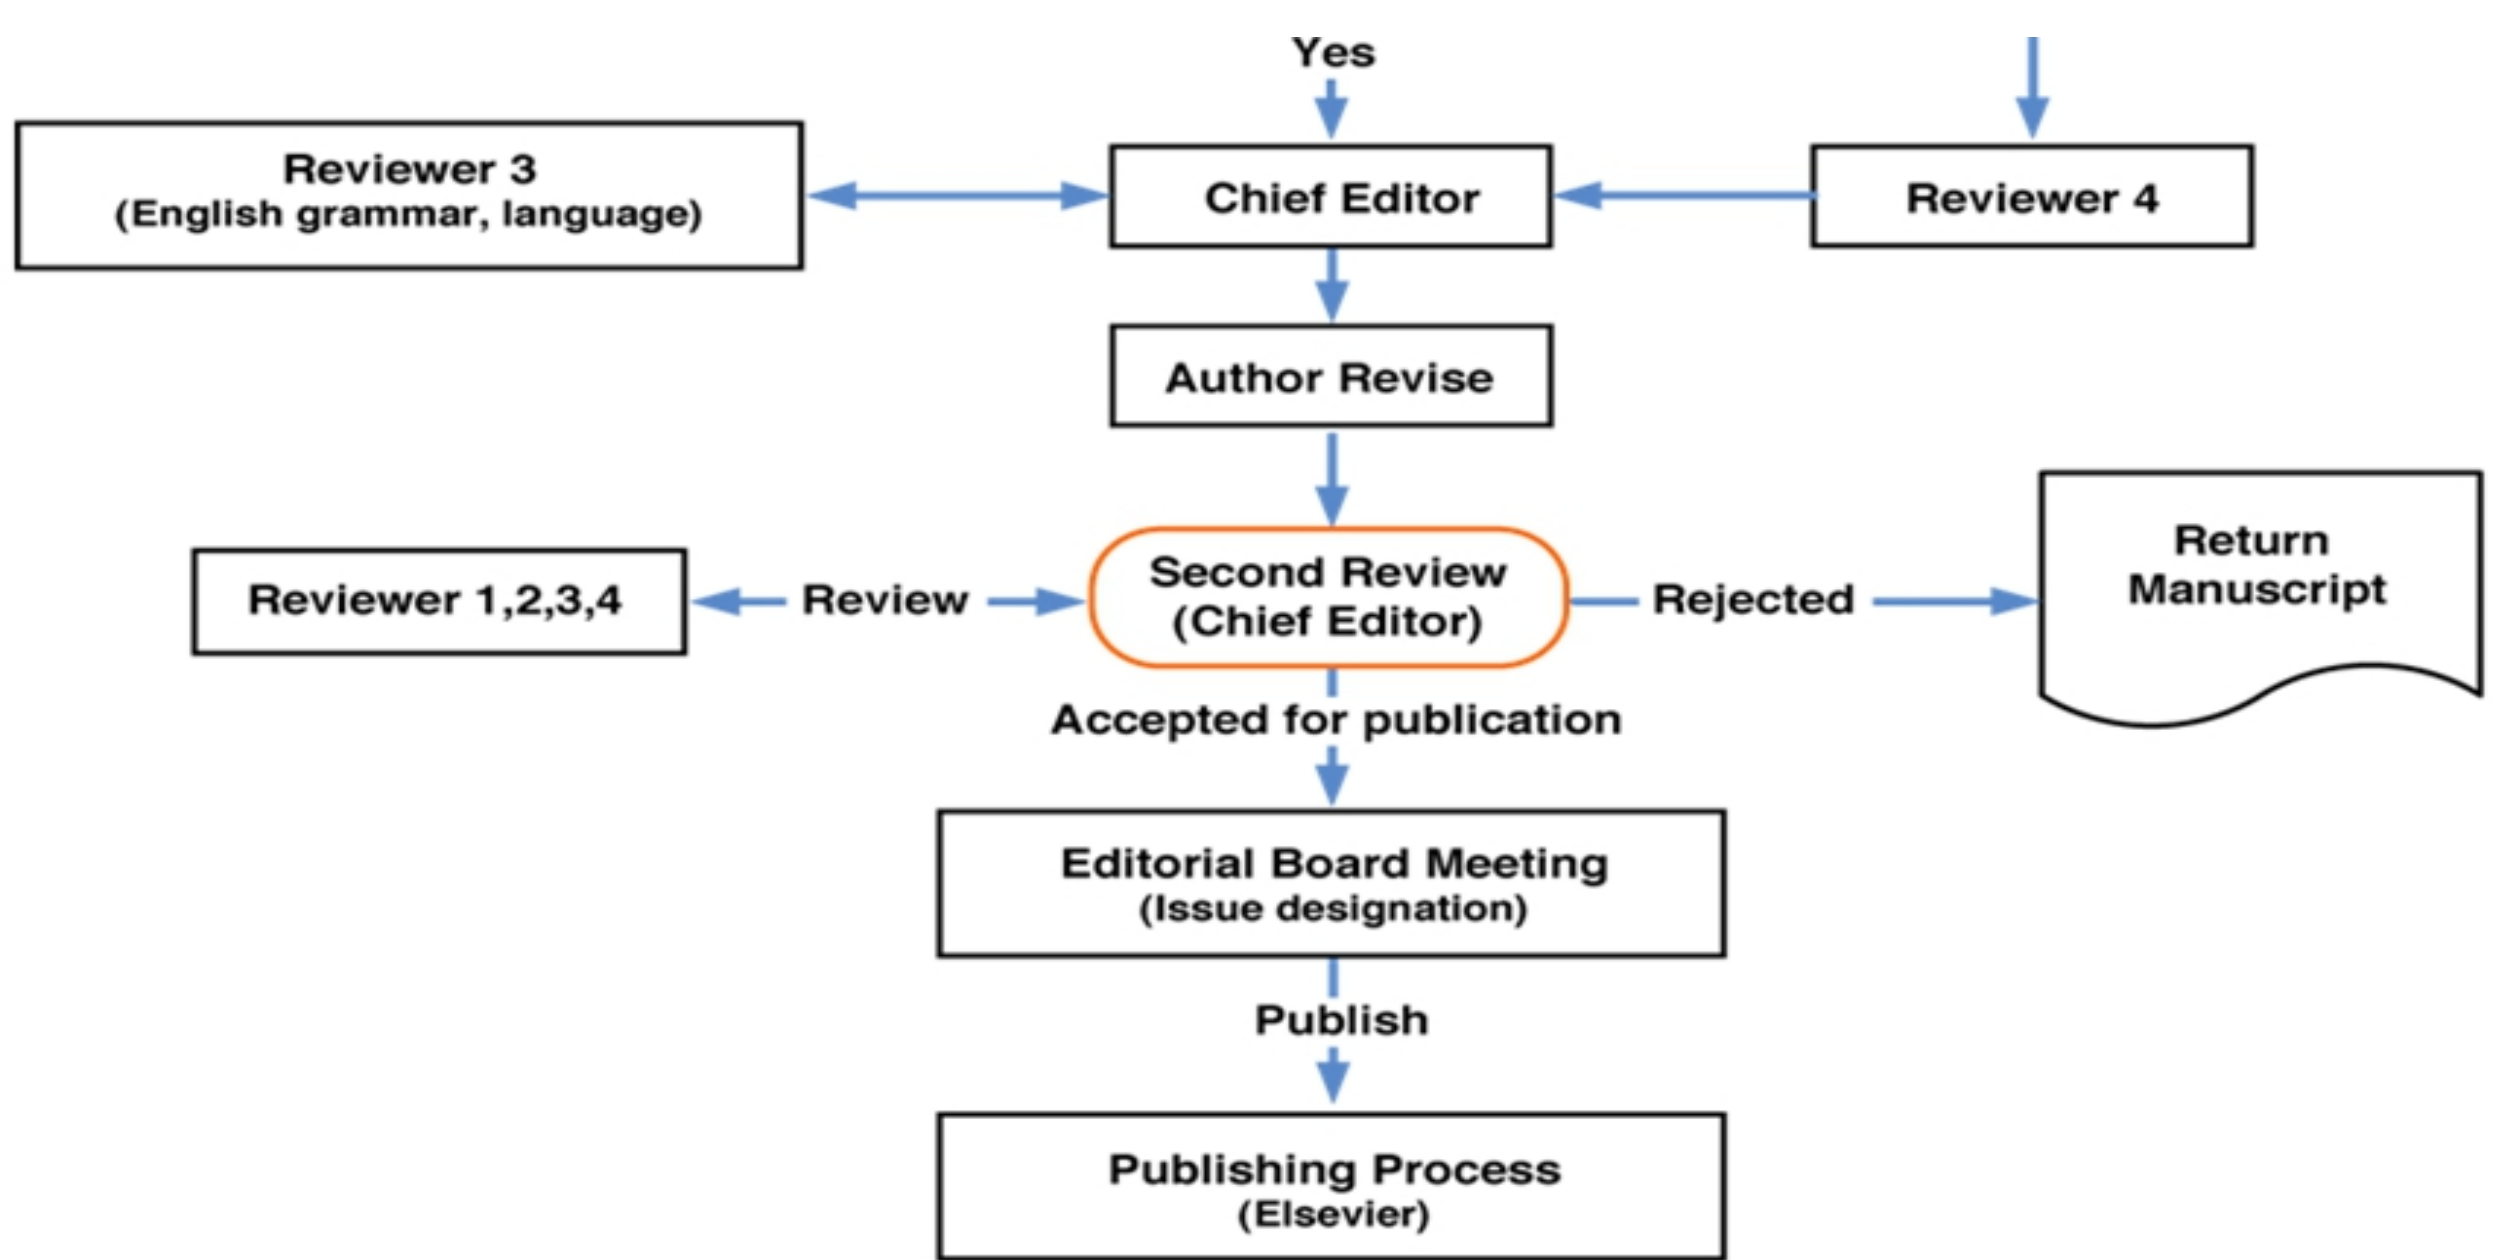 Yes
Reviewer 3
(English grammar, language)
Chief Editor
Reviewer 4
Author Revise
Reviewer 1,2,3,4
Review
Second Review
(Chief Editor)
Rejected
Return
Manuscript
Accepted for publication
Editorial Board Meeting
(Issue designation)
Publish
Publishing Process
(Elsevier)